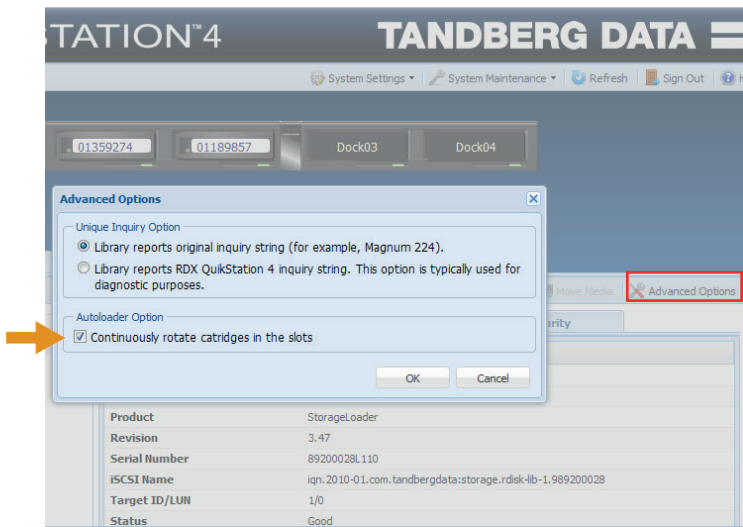 TATION™4
TANDBERG DATA
System Settings
System Maintenance
Refresh
Sign Out
H
01359274
01189857
Dock03
Dock04
Advanced Options
Unique Inquiry Option
Library reports original inquiry string (for example, Magnum 224).
Library reports RDX QuikStation 4 inquiry string. This option is typically used for
diagnostic purposes.
Move Media
Advanced Options
Autoloader Option
Continuously rotate catridges in the slots
urity
OK
Cancel
Product
StorageLoader
Revision
3.47
Serial Number
89200028L110
iSCSI Name
iqn.2010-01.com.tandbergdata:storage.rdisk-lib-1.989200028
Target ID/LUN
1/0
Status
Good